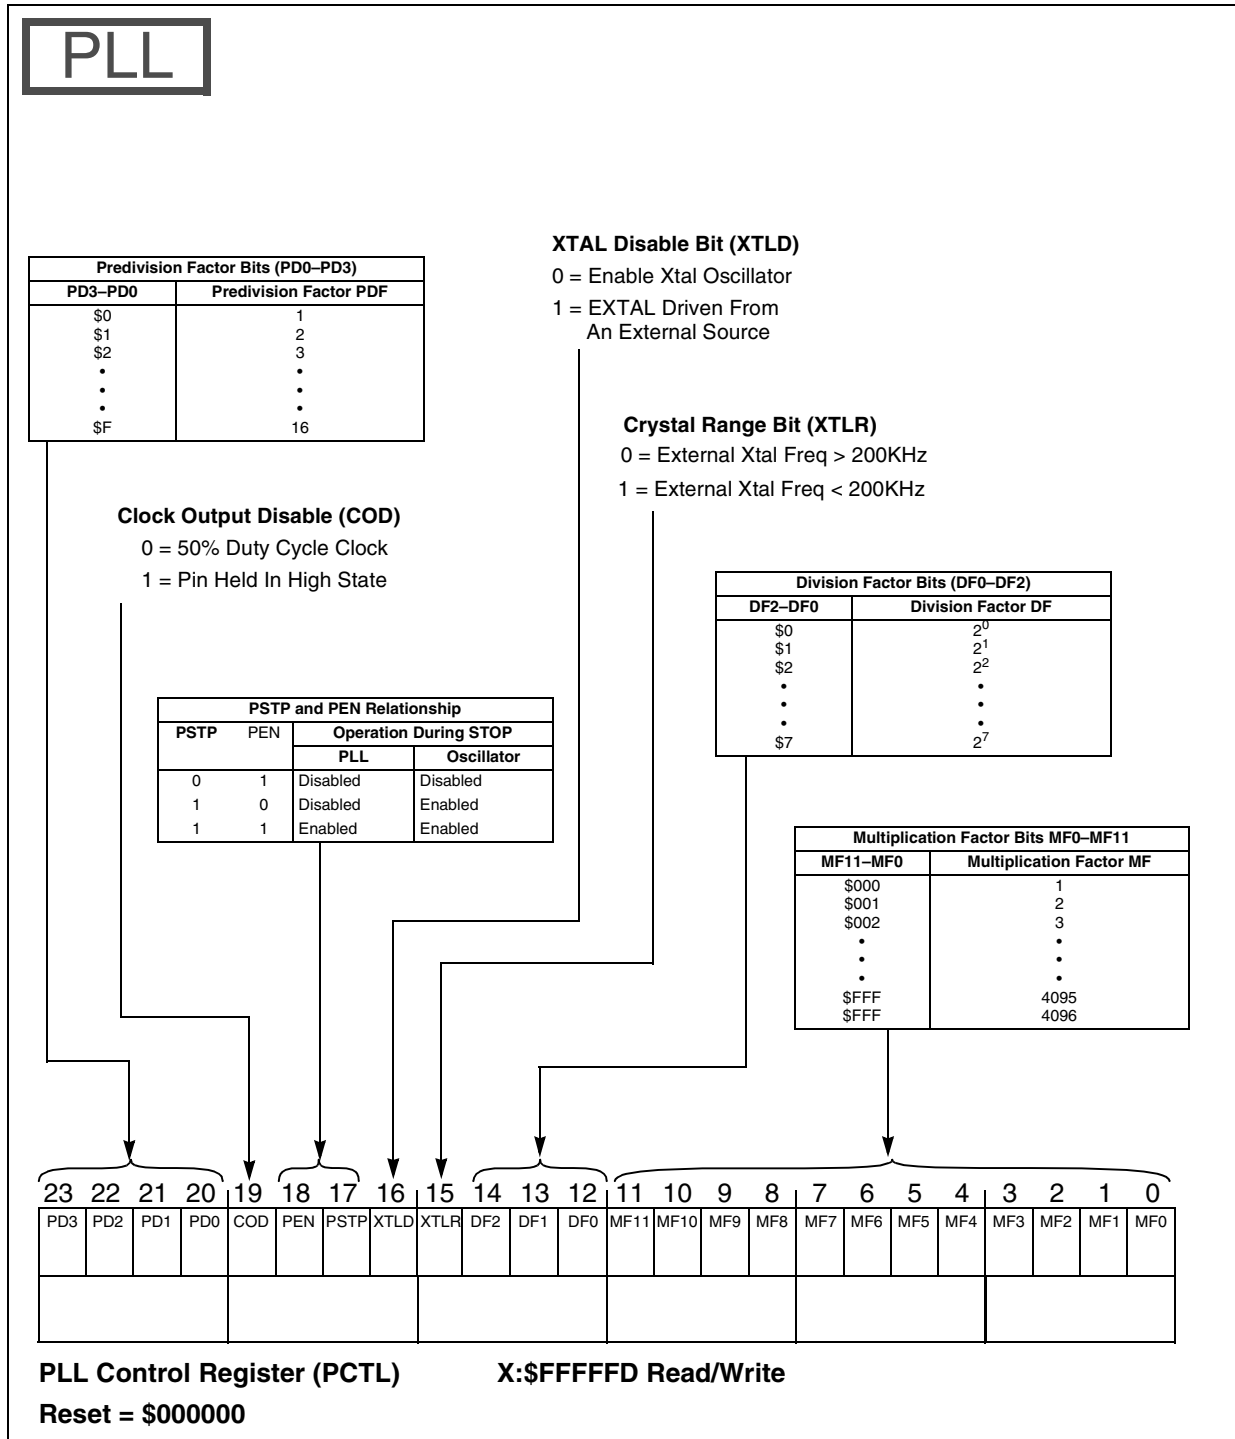 PLL
XTAL Disable Bit (XTLD)
0 = Enable Xtal Oscillator
1 = EXTAL Driven From
An External Source
Predivision Factor Bits (PD0–PD3)
PD3–PD0 Predivision Factor PDF
$0 1
$1 2
$2 3
• •
• •
• •
$F 16
Crystal Range Bit (XTLR)
0 = External Xtal Freq > 200KHz
1 = External Xtal Freq < 200KHz
Clock Output Disable (COD)
0 = 50% Duty Cycle Clock
1 = Pin Held In High State
Division Factor Bits (DF0–DF2)
DF2–DF0 Division Factor DF
$0 2^0
$1 2^1
$2 2^2
• •
• •
• •
$7 2^7
PSTP and PEN Relationship
PSTP PEN Operation During STOP
PLL Oscillator
0 1 Disabled Disabled
1 0 Disabled Enabled
1 1 Enabled Enabled
Multiplication Factor Bits MF0–MF11
MF11–MF0 Multiplication Factor MF
$000 1
$001 2
$002 3
• •
• •
• •
$FFF 4095
$FFF 4096
23 22 21 20 19 18 17 16 15 14 13 12 11 10 9 8 7 6 5 4 3 2 1 0
PD3 PD2 PD1 PD0 COD PEN PSTP XTLD XTLR DF2 DF1 DF0 MF11 MF10 MF9 MF8 MF7 MF6 MF5 MF4 MF3 MF2 MF1 MF0
PLL Control Register (PCTL) X:$FFFFFD Read/Write
Reset = $000000